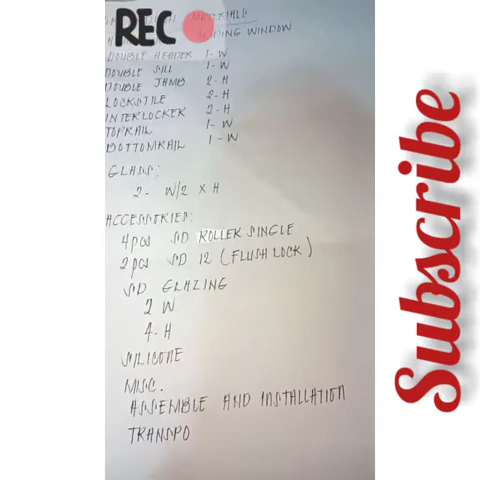 REC
MATERIALS
SLIDING WINDOW
DOUBLE HEADER 1-W
DOUBLE SILL 1-W
DOUBLE JAMB 2-H
LOCKSTILE 2-H
INTERLOCKER 2-H
TOPRAIL 1-W
BOTTOMRAIL 1-W
GLASS;
2- W/2 X H
ACCESSORIES:
4pcs SD ROLLER SINGLE
2pcs SD 12 (FLUSH LOCK)
SD GLAZING
2 W
4-H
SILICONE
MISC.
ASSEMBLE AND INSTALLATION
TRANSPO
Subscribe